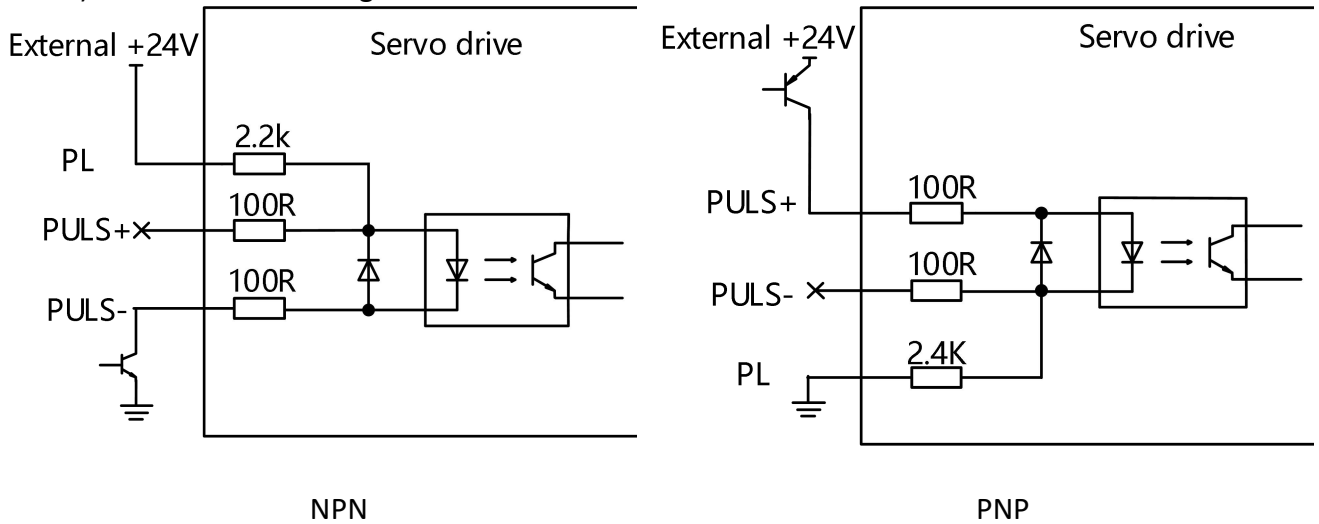 External +24V
Servo drive
2.2k
PL
100R
PULS+
100R
PULS-
NPN
External +24V
Servo drive
100R
PULS+
100R
PULS-
2.4K
PL
PNP